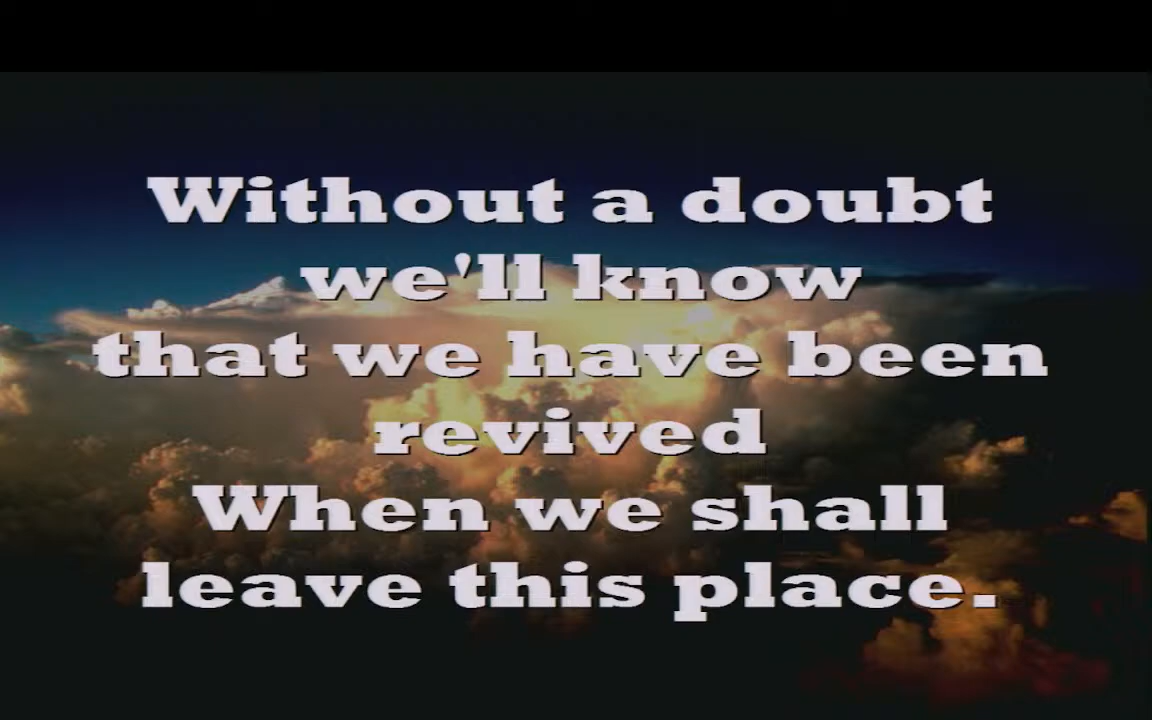 Without a doubt
we'll know
that we have been
revived
When we shall
leave this place.